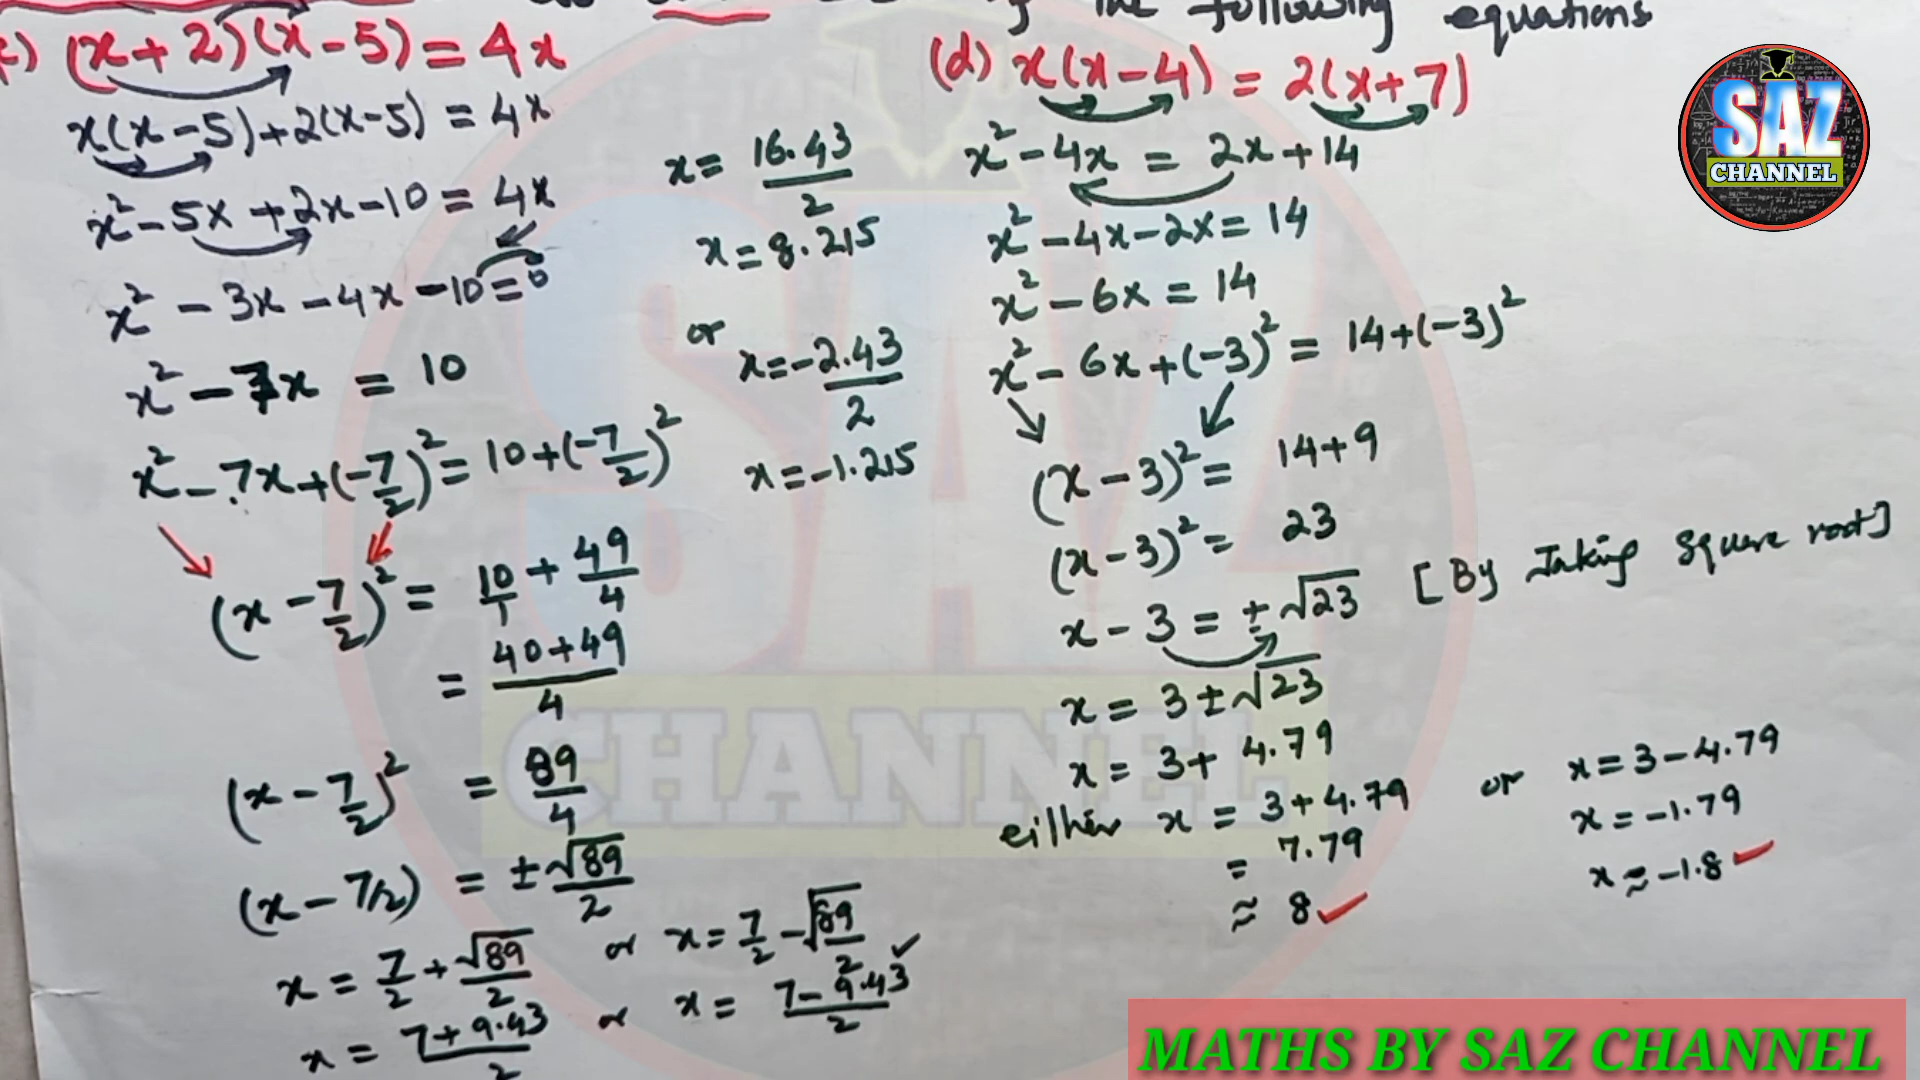 the following equations
(x+2)(x-5) = 4x
x(x-5)+2(x-5) = 4x
x² - 5x + 2x - 10 = 4x
x² - 3x - 4x - 10 = 0
x² - 7x = 10
x² - 7x + (-7/2)² = 10 + (-7/2)²
(x - 7/2)² = 10/1 + 49/4
= 40+49/4
(x - 7/2)² = 89/4
(x - 7/2) = ± √89/2
x = 7/2 + √89/2 or x = 7/2 - √89/2
x = 7+9.43/2 or x = 7-9.43/2
x = 16.43/2
x = 8.215
or
x = -2.43/2
x = -1.215
(d) x(x-4) = 2(x+7)
x² - 4x = 2x + 14
x² - 4x - 2x = 14
x² - 6x = 14
x² - 6x + (-3)² = 14 + (-3)²
(x - 3)² = 14+9
(x - 3)² = 23
x - 3 = ± √23 [By Taking Square root]
x = 3 ± √23
x = 3 + 4.79
either x = 3 + 4.79 or x = 3 - 4.79
= 7.79
≈ 8
x = -1.79
x ≈ -1.8
SAZ
CHANNEL
SAZ
CHANNEL
MATHS BY SAZ CHANNEL